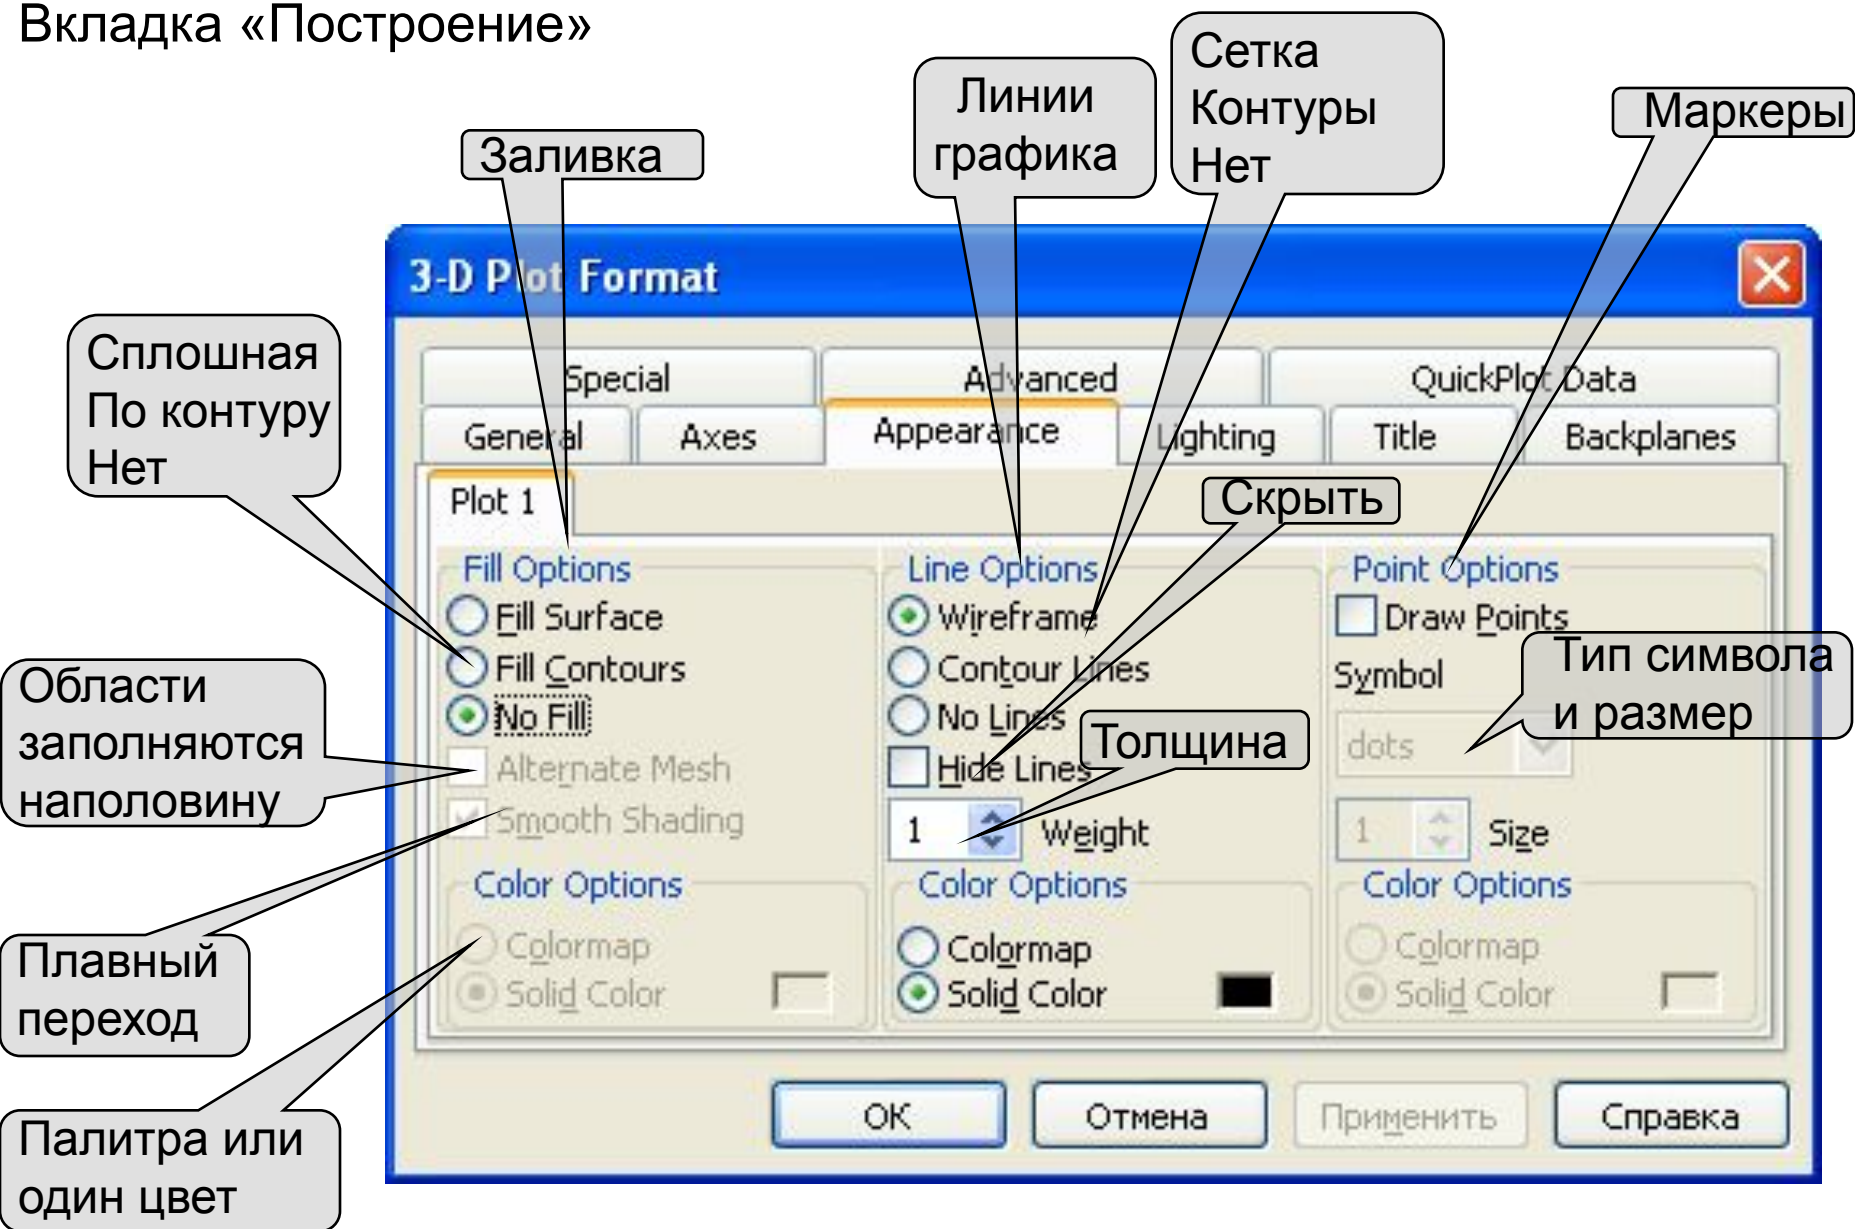 Вкладка «Построение»
Сетка
Контуры
Нет
Линии
графика
Маркеры
Заливка
3-D Plot Format
Сплошная
По контуру
Нет
Special Advanced QuickPlot Data
General Axes Appearance Lighting Title Backplanes
Plot 1
Скрыть
Fill Options
Fill Surface
Fill Contours
No Fill
Alternate Mesh
Smooth Shading
Color Options
Colormap
Solid Color
Line Options
Wireframe
Contour Lines
No Lines
Hide Lines
1 Weight
Color Options
Colormap
Solid Color
Point Options
Draw Points
Symbol
dots
1 Size
Color Options
Colormap
Solid Color
Тип символа
и размер
Толщина
Области
заполняются
наполовину
Плавный
переход
Палитра или
один цвет
ОК Отмена Применить Справка